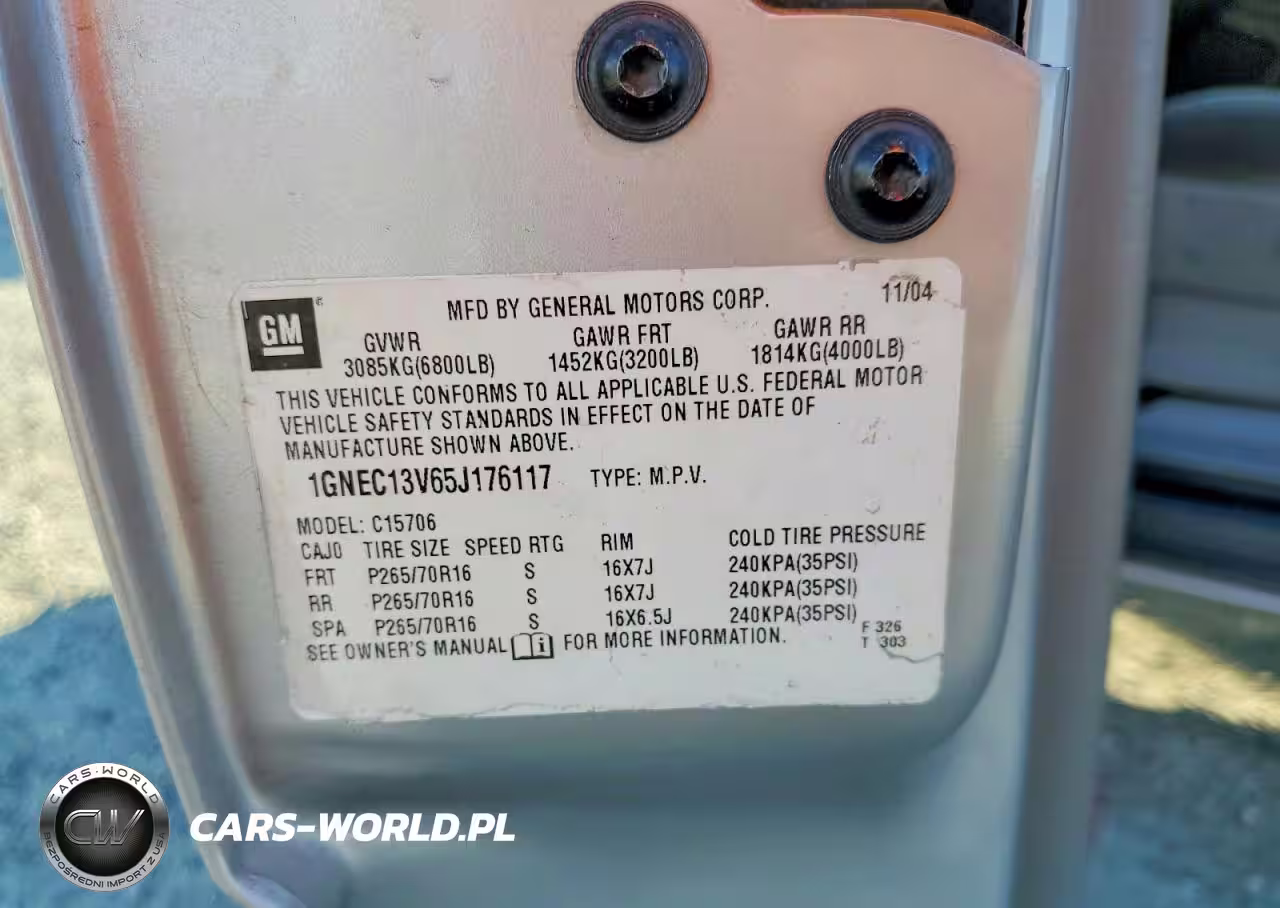 GM
MFD BY GENERAL MOTORS CORP. 11/04
GVWR GAWR FRT GAWR RR
3085KG(6800LB) 1452KG(3200LB) 1814KG(4000LB)
THIS VEHICLE CONFORMS TO ALL APPLICABLE U.S. FEDERAL MOTOR
VEHICLE SAFETY STANDARDS IN EFFECT ON THE DATE OF
MANUFACTURE SHOWN ABOVE.
1GNEC13V65J176117 TYPE: M.P.V.
MODEL: C15706
CAJ0 TIRE SIZE SPEED RTG RIM COLD TIRE PRESSURE
FRT P265/70R16 S 16X7J 240KPA(35PSI)
RR P265/70R16 S 16X7J 240KPA(35PSI)
SPA P265/70R16 S 16X6.5J 240KPA(35PSI)
SEE OWNER'S MANUAL i FOR MORE INFORMATION.
F 326
T 303
CARS-WORLD
CW
BEZPOŚREDNI IMPORT Z USA
CARS-WORLD.PL